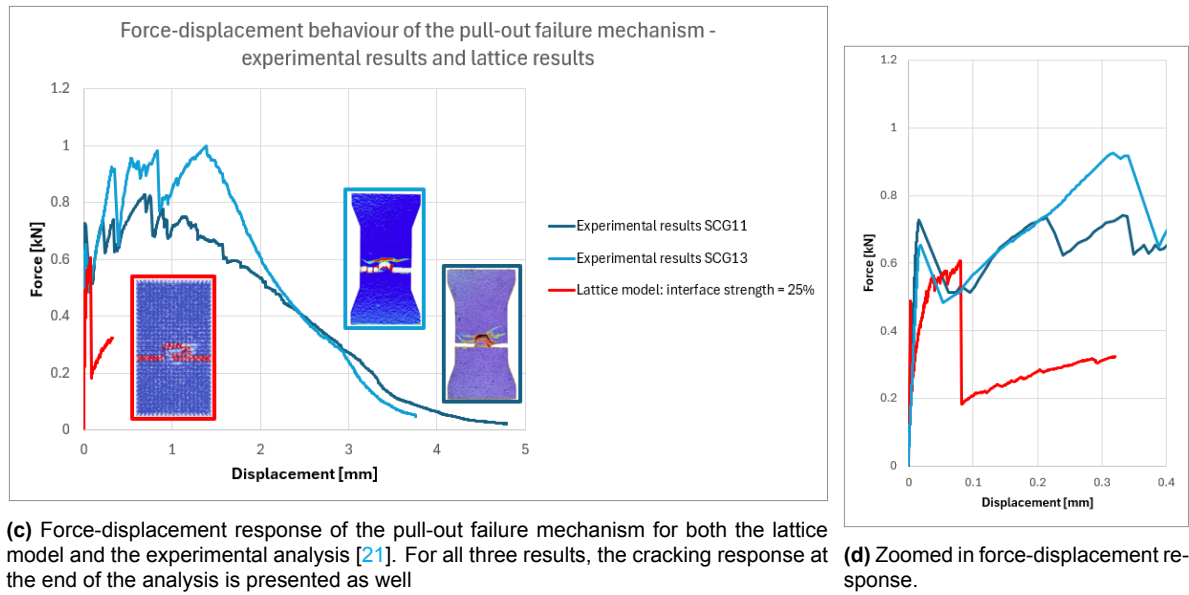 Force-displacement behaviour of the pull-out failure mechanism -
experimental results and lattice results
1.2
1
0.8
0.6
0.4
0.2
0
Force [kN]
0 1 2 3 4 5
Displacement [mm]
Experimental results SCG11
Experimental results SCG13
Lattice model: interface strength = 25%
1.2
1
0.8
0.6
0.4
0.2
0
Force [kN]
0 0.1 0.2 0.3 0.4
Displacement [mm]
(c) Force-displacement response of the pull-out failure mechanism for both the lattice
model and the experimental analysis [21]. For all three results, the cracking response at
the end of the analysis is presented as well
(d) Zoomed in force-displacement re-
sponse.